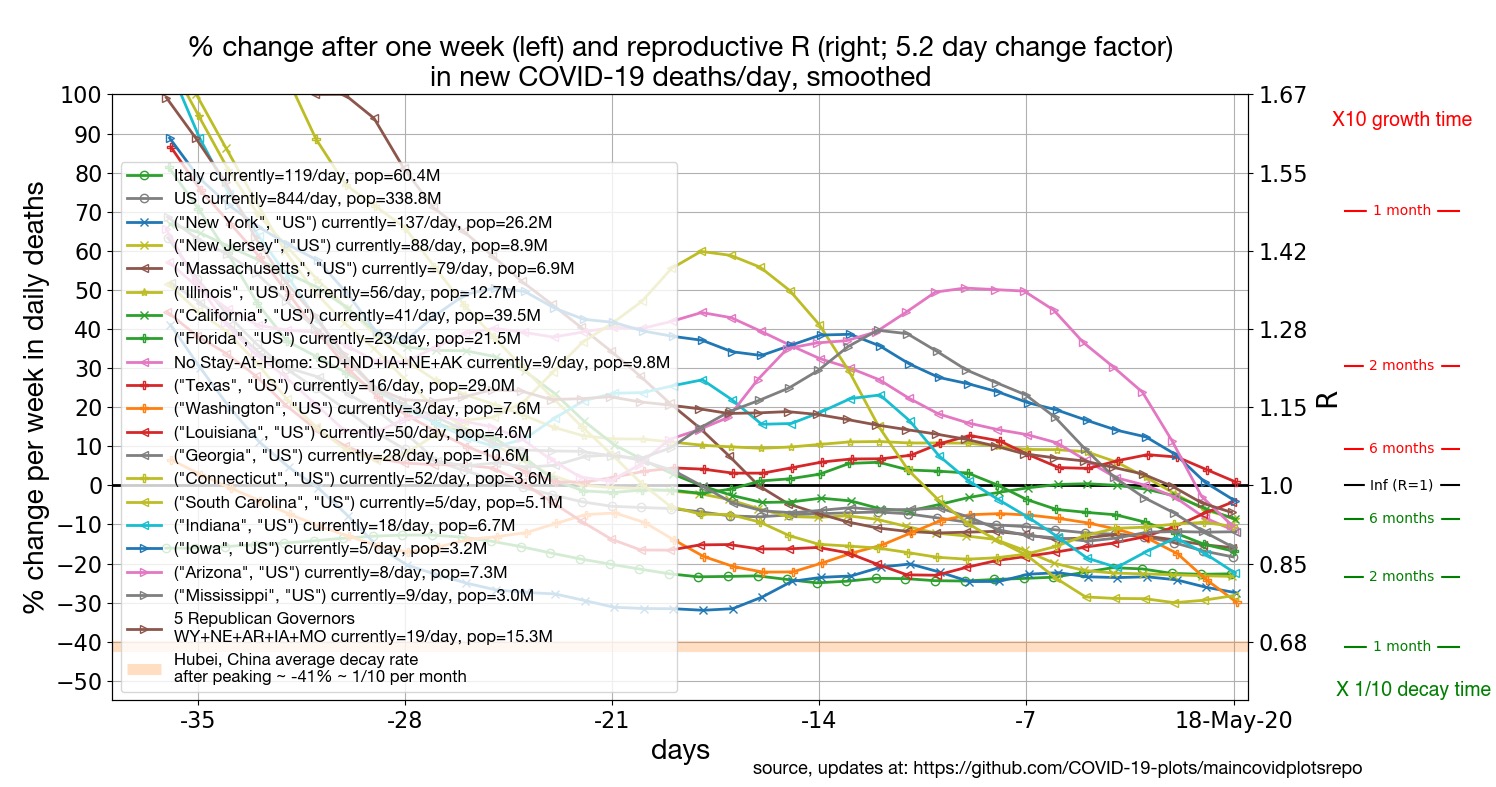 % change after one week (left) and reproductive R (right; 5.2 day change factor)
in new COVID-19 deaths/day, smoothed
% change per week in daily deaths
100
90
80
70
60
50
40
30
20
10
0
−10
−20
−30
−40
−50
Italy currently=119/day, pop=60.4M
US currently=844/day, pop=338.8M
("New York", "US") currently=137/day, pop=26.2M
("New Jersey", "US") currently=88/day, pop=8.9M
("Massachusetts", "US") currently=79/day, pop=6.9M
("Illinois", "US") currently=56/day, pop=12.7M
("California", "US") currently=41/day, pop=39.5M
("Florida", "US") currently=23/day, pop=21.5M
No Stay-At-Home: SD+ND+IA+NE+AK currently=9/day, pop=9.8M
("Texas", "US") currently=16/day, pop=29.0M
("Washington", "US") currently=3/day, pop=7.6M
("Louisiana", "US") currently=50/day, pop=4.6M
("Georgia", "US") currently=28/day, pop=10.6M
("Connecticut", "US") currently=52/day, pop=3.6M
("South Carolina", "US") currently=5/day, pop=5.1M
("Indiana", "US") currently=18/day, pop=6.7M
("Iowa", "US") currently=5/day, pop=3.2M
("Arizona", "US") currently=8/day, pop=7.3M
("Mississippi", "US") currently=9/day, pop=3.0M
5 Republican Governors
WY+NE+AR+IA+MO currently=19/day, pop=15.3M
Hubei, China average decay rate
after peaking ~ -41% ~ 1/10 per month
-35
-28
-21
-14
-7
18-May-20
days
1.67
1.55
1.42
1.28
1.15
1.0
0.85
0.68
R
X10 growth time
1 month
2 months
6 months
Inf (R=1)
6 months
2 months
1 month
X 1/10 decay time
source, updates at: https://github.com/COVID-19-plots/maincovidplotsrepo